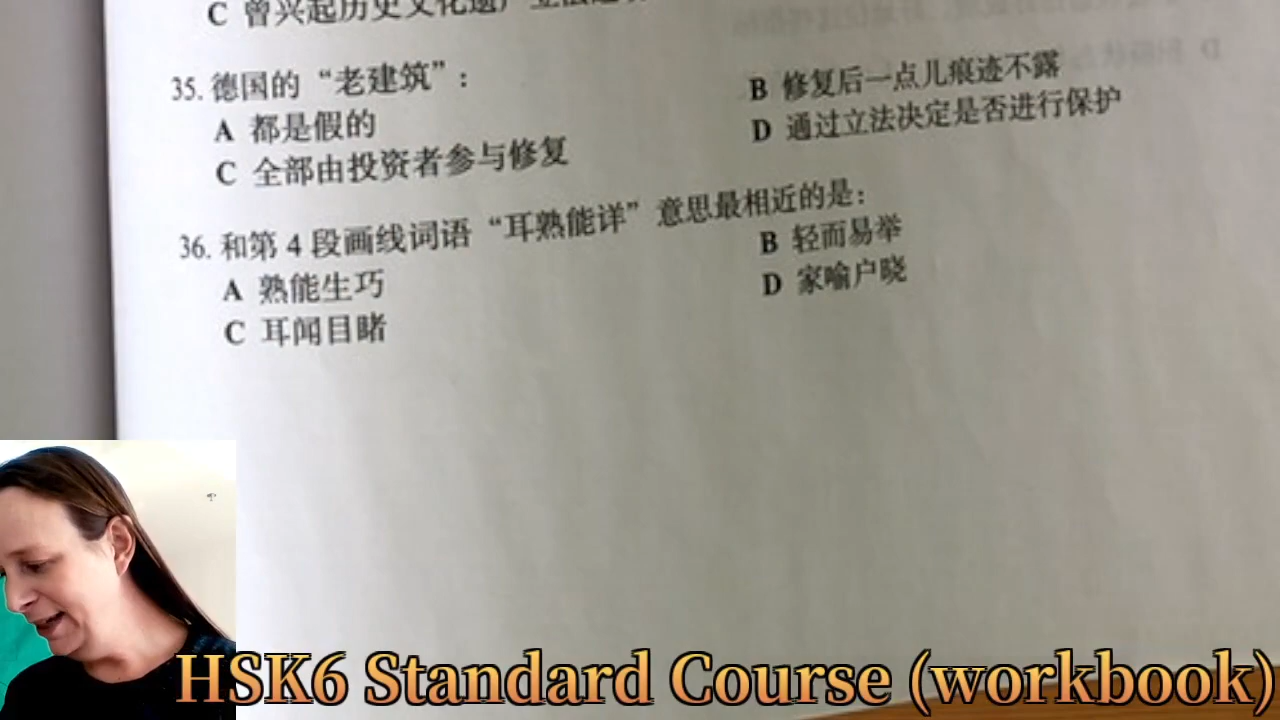 C 曾兴起历史文化遗产立法
35. 德国的“老建筑”：
A 都是假的
B 修复后一点儿痕迹不露
C 全部由投资者参与修复
D 通过立法决定是否进行保护
36. 和第 4 段画线词语“耳熟能详”意思最相近的是：
A 熟能生巧
B 轻而易举
C 耳闻目睹
D 家喻户晓
HSK6 Standard Course (workbook)